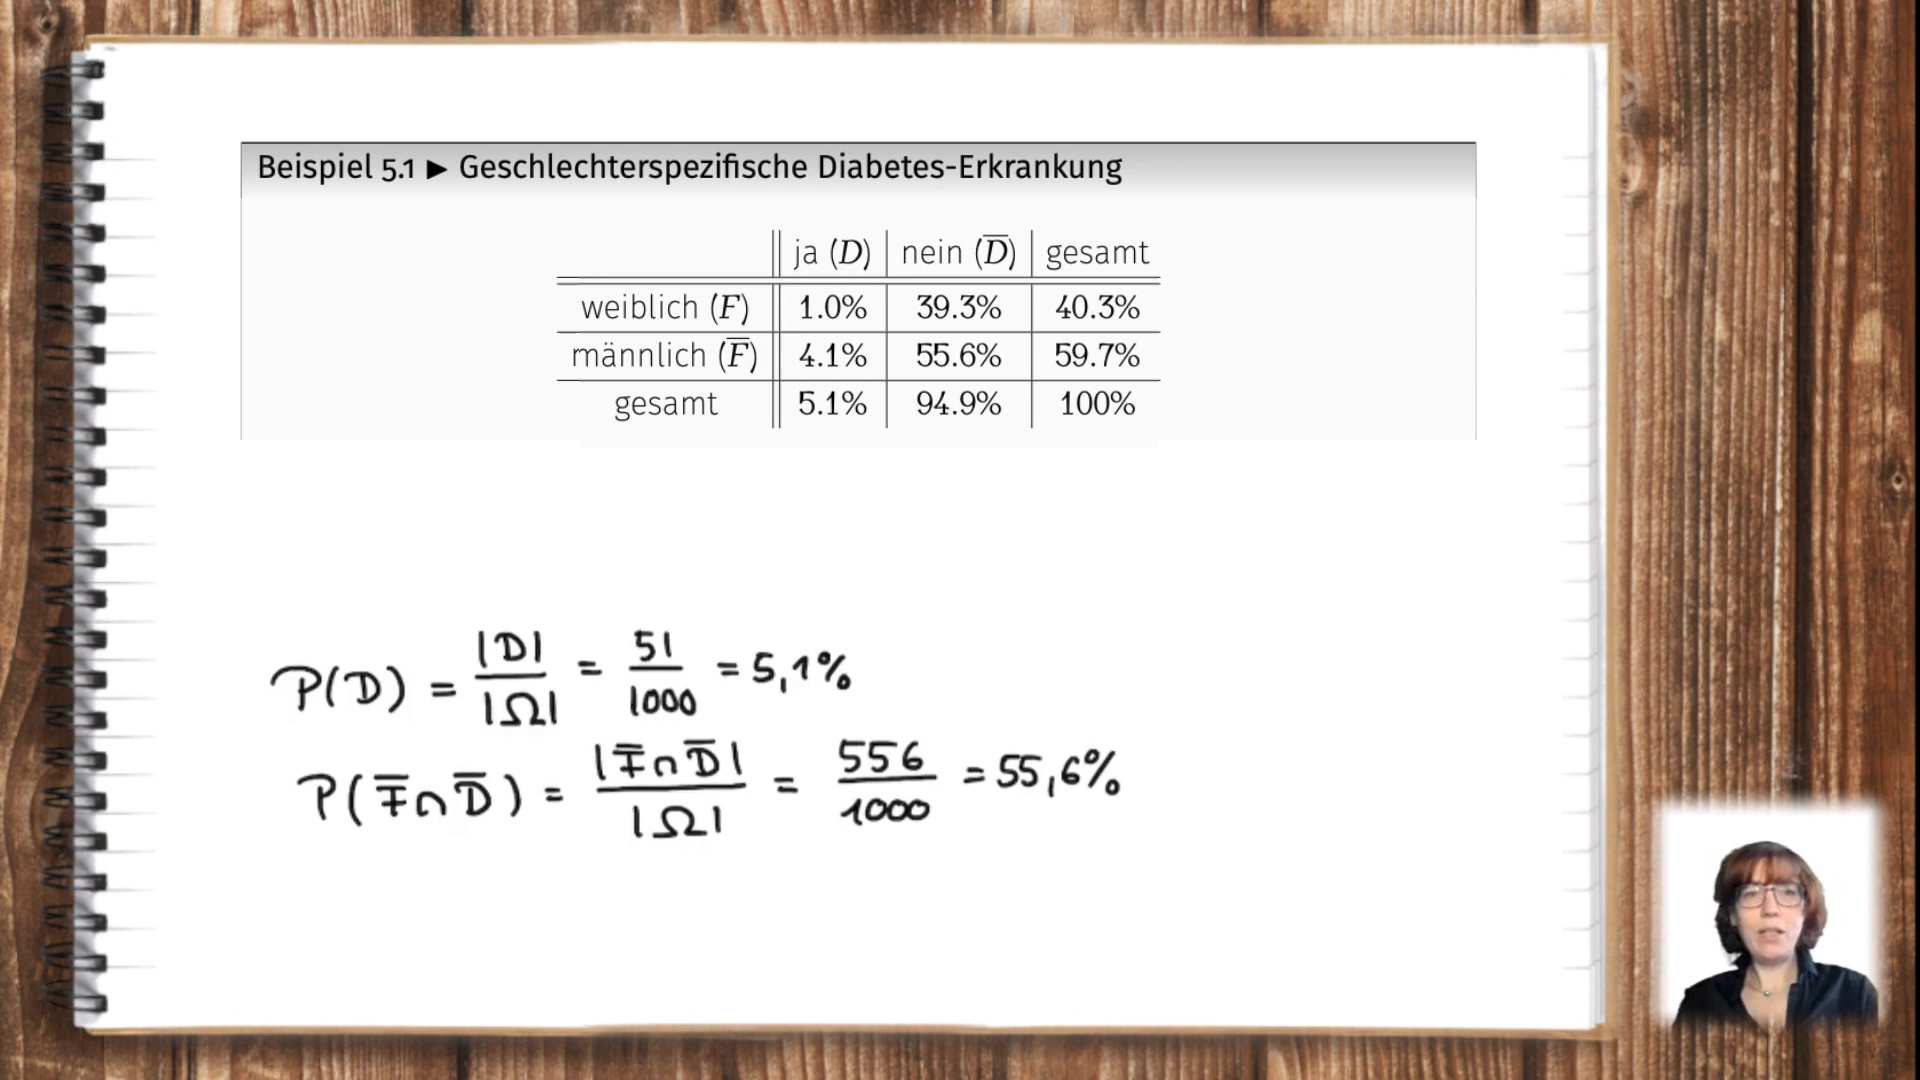 Beispiel 5.1 ▶ Geschlechterspezifische Diabetes-Erkrankung
ja (D) nein (D̅) gesamt
weiblich (F) 1.0% 39.3% 40.3%
männlich (F̅) 4.1% 55.6% 59.7%
gesamt 5.1% 94.9% 100%
P(D) = |D| / |Ω| = 51 / 1000 = 5,1%
P(F̅∩D̅) = |F̅∩D̅| / |Ω| = 556 / 1000 = 55,6%